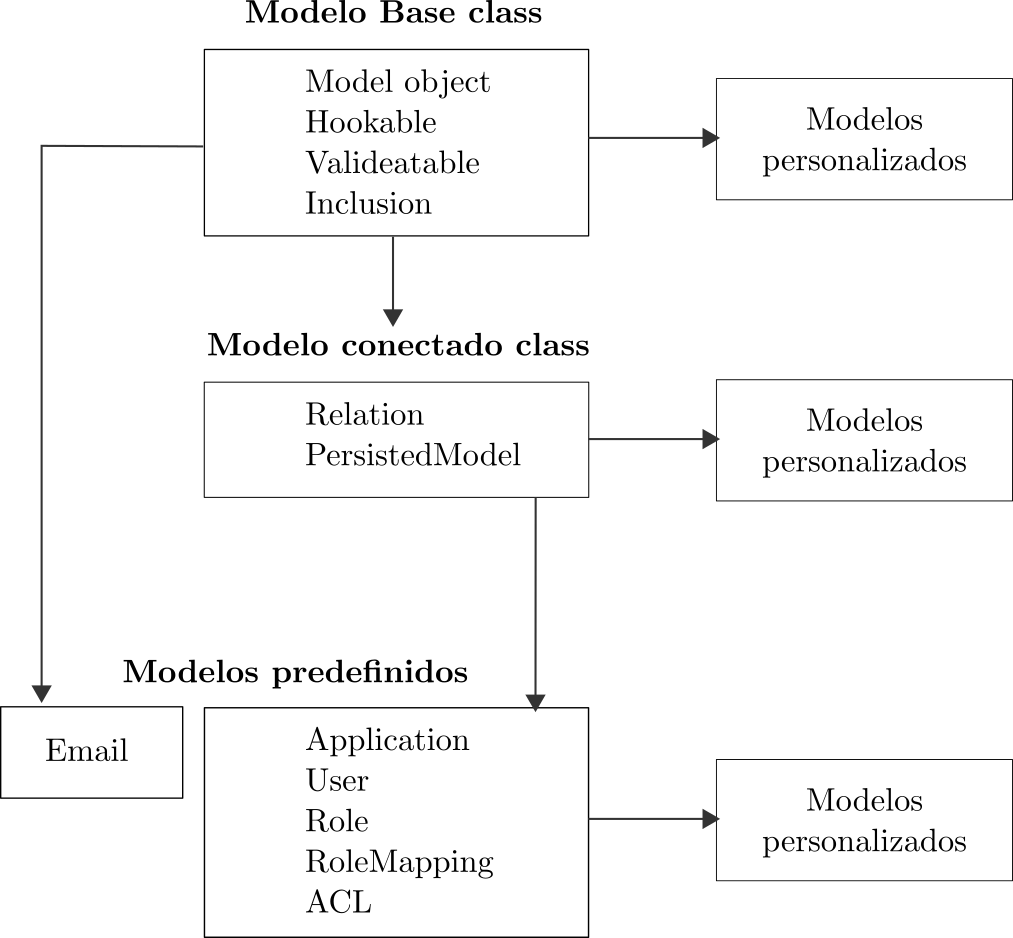 Modelo Base class
Model object
Hookable
Valideatable
Inclusion
Modelos
personalizados
Modelo conectado class
Relation
PersistedModel
Modelos
personalizados
Modelos predefinidos
Email
Application
User
Role
RoleMapping
ACL
Modelos
personalizados